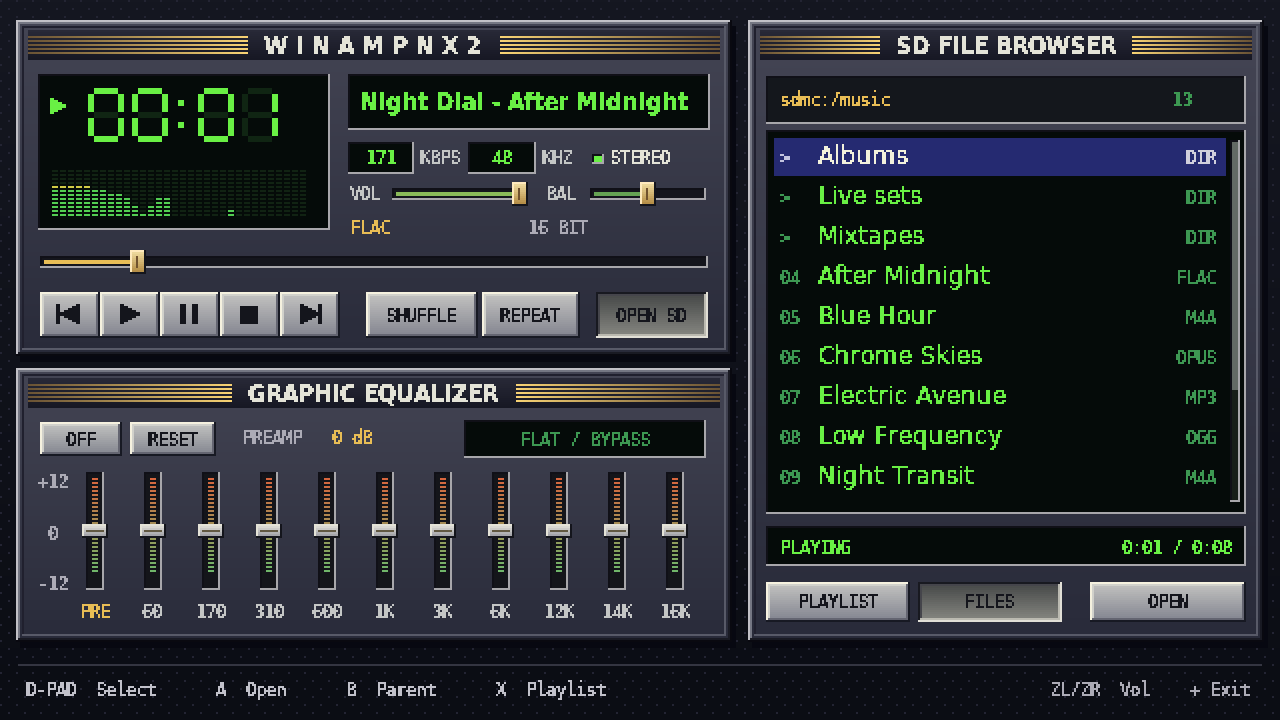 WINAMPNX2
00:01
Night Dial - After Midnight
171 KBPS 48 KHZ STEREO
VOL BAL
FLAC 16 BIT
SHUFFLE REPEAT OPEN SD
GRAPHIC EQUALIZER
OFF RESET PREAMP 0 dB FLAT / BYPASS
+12
0
-12
PRE 60 170 310 600 1K 3K 6K 12K 14K 16K
SD FILE BROWSER
sdmc:/music 13
> Albums DIR
> Live sets DIR
> Mixtapes DIR
04 After Midnight FLAC
05 Blue Hour M4A
06 Chrome Skies OPUS
07 Electric Avenue MP3
08 Low Frequency OGG
09 Night Transit M4A
PLAYING 0:01 / 0:08
PLAYLIST FILES OPEN
D-PAD Select A Open B Parent X Playlist ZL/ZR Vol + Exit